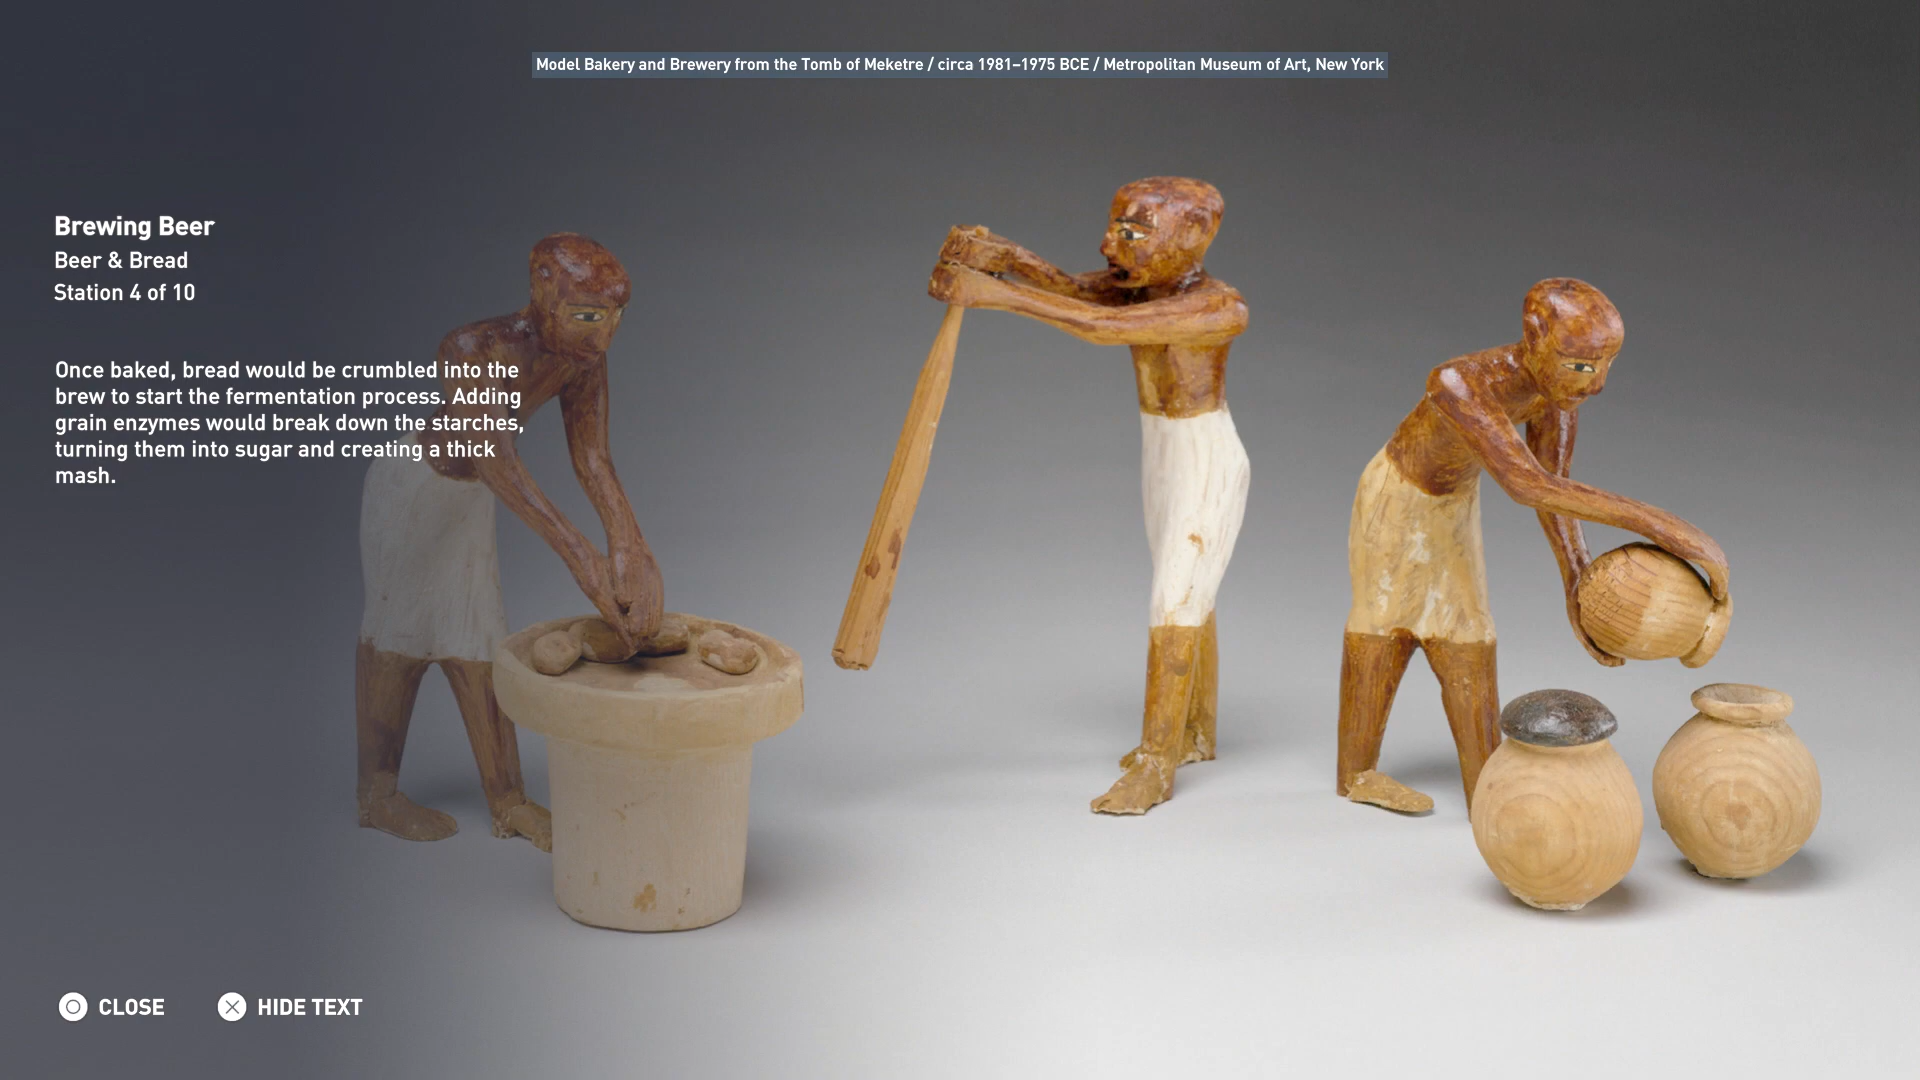 Model Bakery and Brewery from the Tomb of Meketre / circa 1981–1975 BCE / Metropolitan Museum of Art, New York
Brewing Beer
Beer & Bread
Station 4 of 10
Once baked, bread would be crumbled into the
brew to start the fermentation process. Adding
grain enzymes would break down the starches,
turning them into sugar and creating a thick
mash.
CLOSE HIDE TEXT